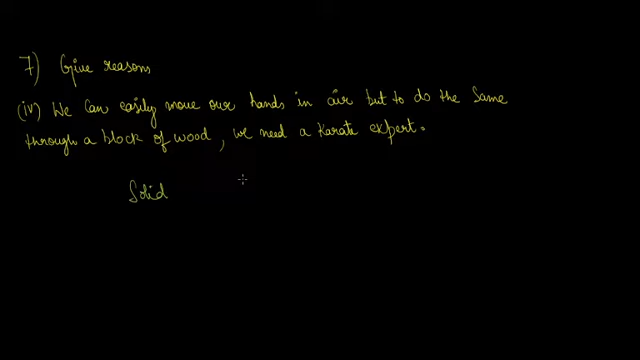 7) Give reasons
(iv) We can easily move our hands in air but to do the same
through a block of wood, we need a Karate expert.
Solid